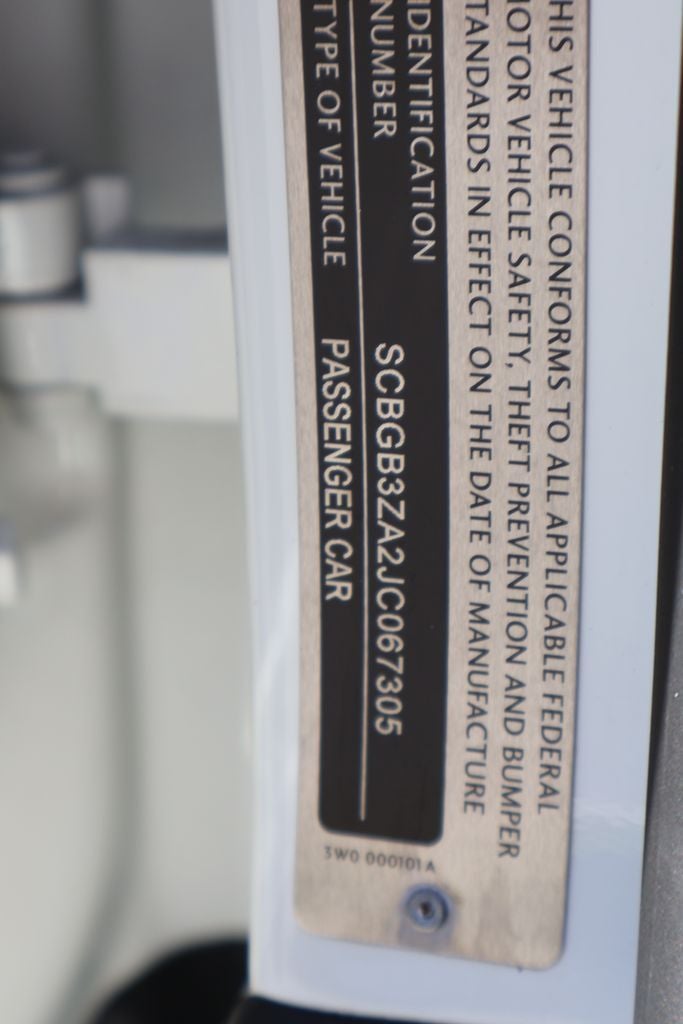 HIS VEHICLE CONFORMS TO ALL APPLICABLE FEDERAL
OTOR VEHICLE SAFETY, THEFT PREVENTION AND BUMPER
TANDARDS IN EFFECT ON THE DATE OF MANUFACTURE
IDENTIFICATION
NUMBER SCBGB3ZA2JC067305
TYPE OF VEHICLE PASSENGER CAR
3W0 000101A